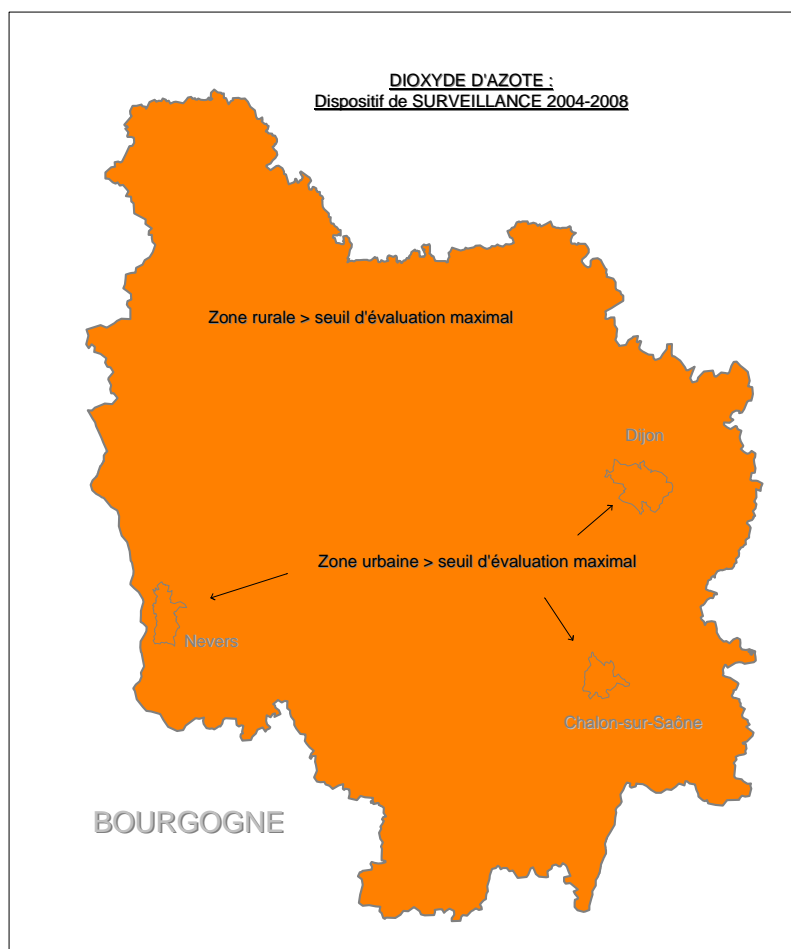 DIOXYDE D'AZOTE :
Dispositif de SURVEILLANCE 2004-2008
Zone rurale > seuil d'évaluation maximal
Dijon
Zone urbaine > seuil d'évaluation maximal
Nevers
Chalon-sur-Saône
BOURGOGNE